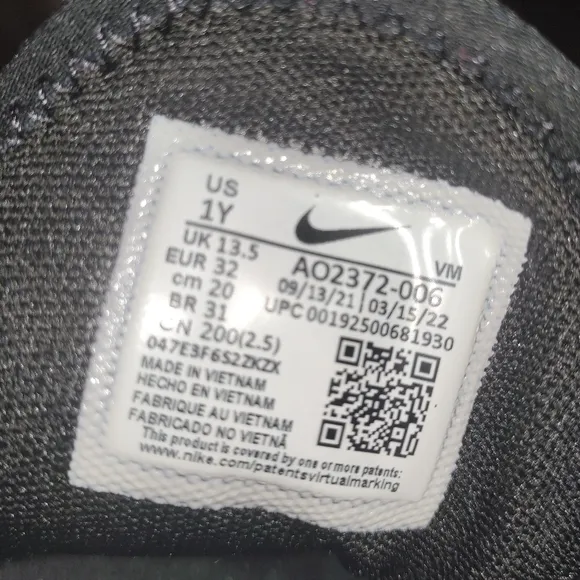 US
1Y
UK 13.5
EUR 32
cm 20
BR 31
CN 200(2.5)
VM
AO2372-006
09/13/21 03/15/22
UPC 00192500681930
047E3F6S2ZKZX
MADE IN VIETNAM
HECHO EN VIETNAM
FABRIQUE AU VIETNAM
FABRICADO NO VIETNÃ
This product is covered by one or more patents:
www.nike.com/patentsvirtualmarking